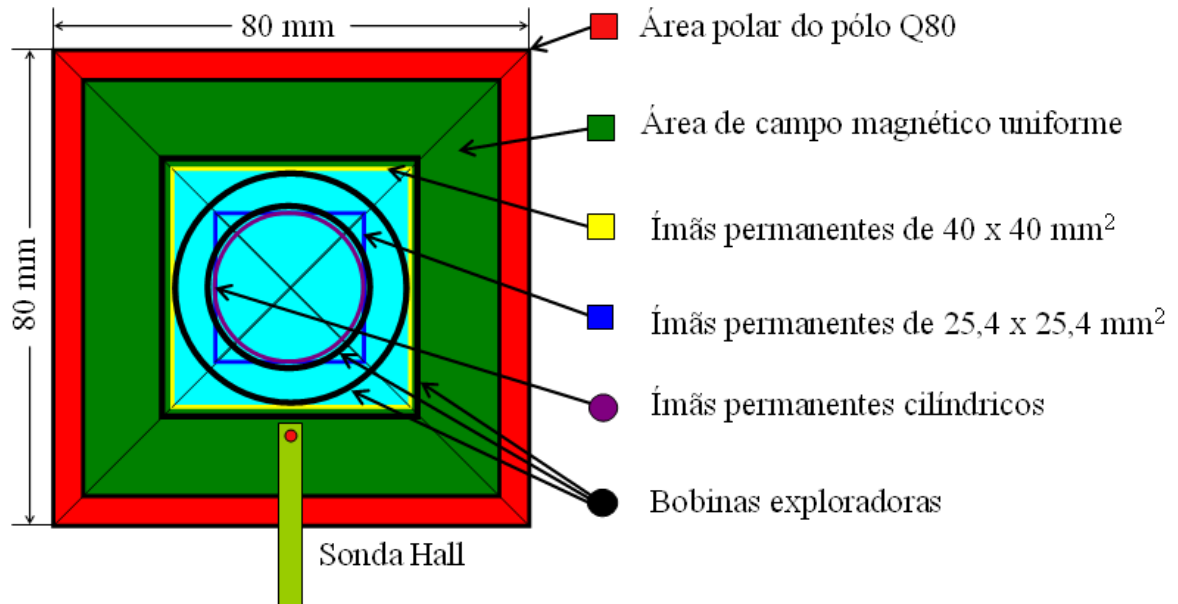 80 mm
80 mm
Área polar do pólo Q80
Área de campo magnético uniforme
Ímãs permanentes de 40 x 40 mm²
Ímãs permanentes de 25,4 x 25,4 mm²
Ímãs permanentes cilíndricos
Bobinas exploradoras
Sonda Hall